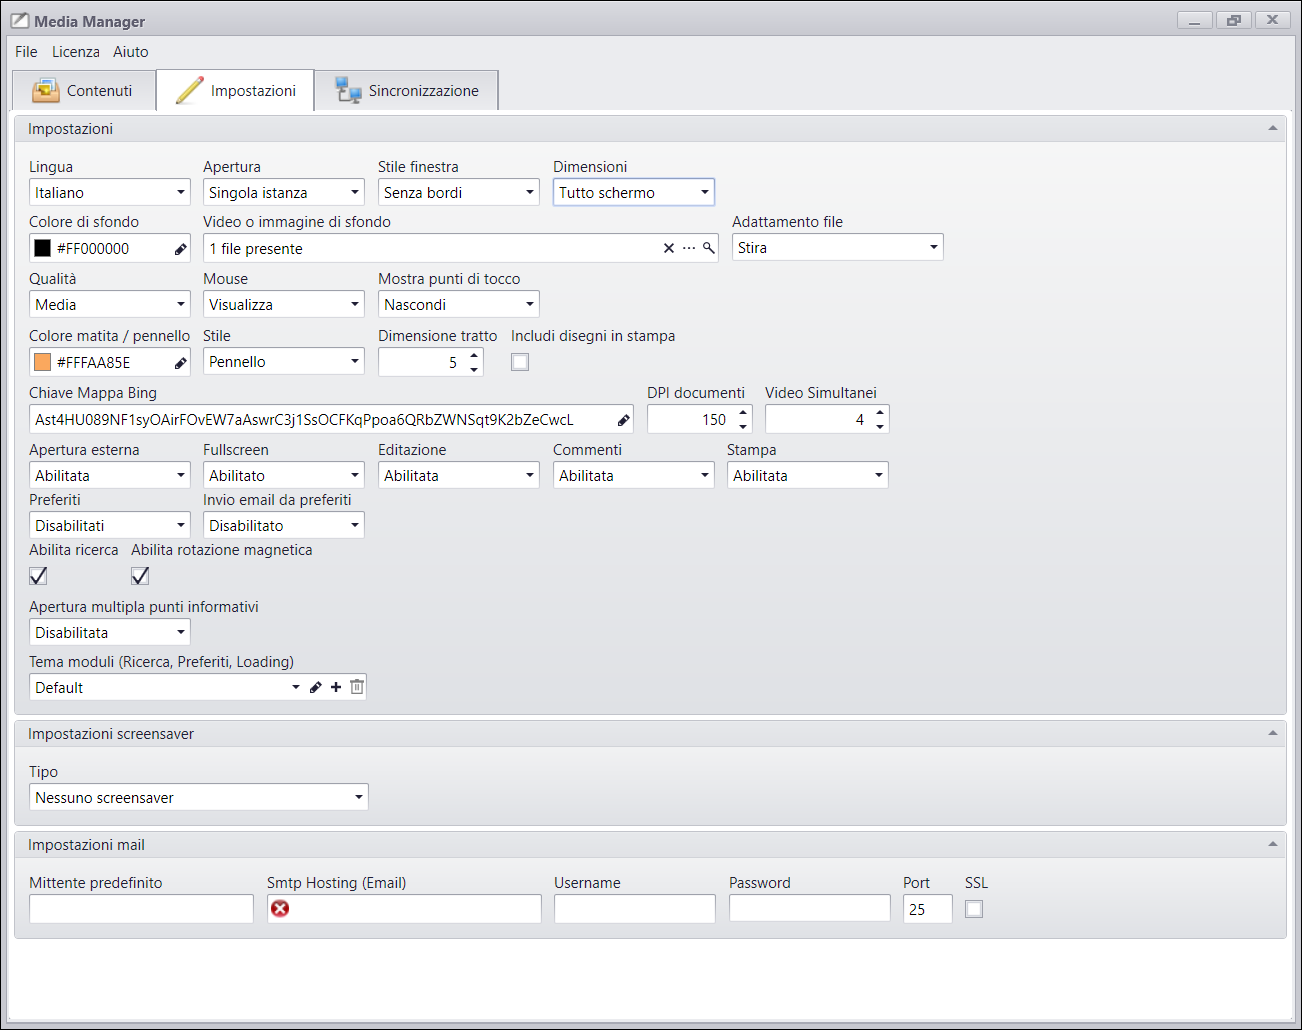 Media Manager
File Licenza Aiuto
Contenuti Impostazioni Sincronizzazione
Impostazioni
Lingua Apertura Stile finestra Dimensioni
Italiano Singola istanza Senza bordi Tutto schermo
Colore di sfondo Video o immagine di sfondo Adattamento file
#FF000000 1 file presente Stira
Qualità Mouse Mostra punti di tocco
Media Visualizza Nascondi
Colore matita / pennello Stile Dimensione tratto Includi disegni in stampa
#FFFAA85E Pennello 5
Chiave Mappa Bing DPI documenti Video Simultanei
Ast4HU089NF1syOAirFOvEW7aAswrC3j1SsOCFKqPpoa6QRbZWNSqt9K2bZeCwcL 150 4
Apertura esterna Fullscreen Editazione Commenti Stampa
Abilitata Abilitato Abilitata Abilitata Abilitata
Preferiti Invio email da preferiti
Disabilitati Disabilitato
Abilita ricerca Abilita rotazione magnetica
Apertura multipla punti informativi
Disabilitata
Tema moduli (Ricerca, Preferiti, Loading)
Default
Impostazioni screensaver
Tipo
Nessuno screensaver
Impostazioni mail
Mittente predefinito Smtp Hosting (Email) Username Password Port SSL
25